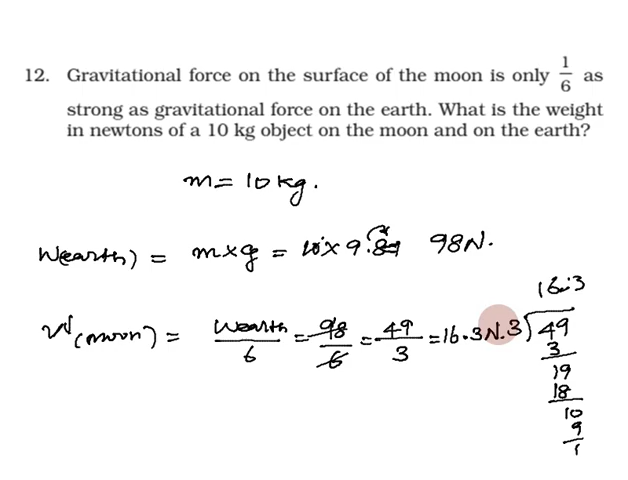 12. Gravitational force on the surface of the moon is only 1/6 as
strong as gravitational force on the earth. What is the weight
in newtons of a 10 kg object on the moon and on the earth?
m = 10 kg.
W(earth) = m×g = 10 × 9.8 98N.
W(moon) = Wearth/6 = 98/6 = 49/3 = 16.3 N.
16.3
3)49
3
19
18
10
9
1